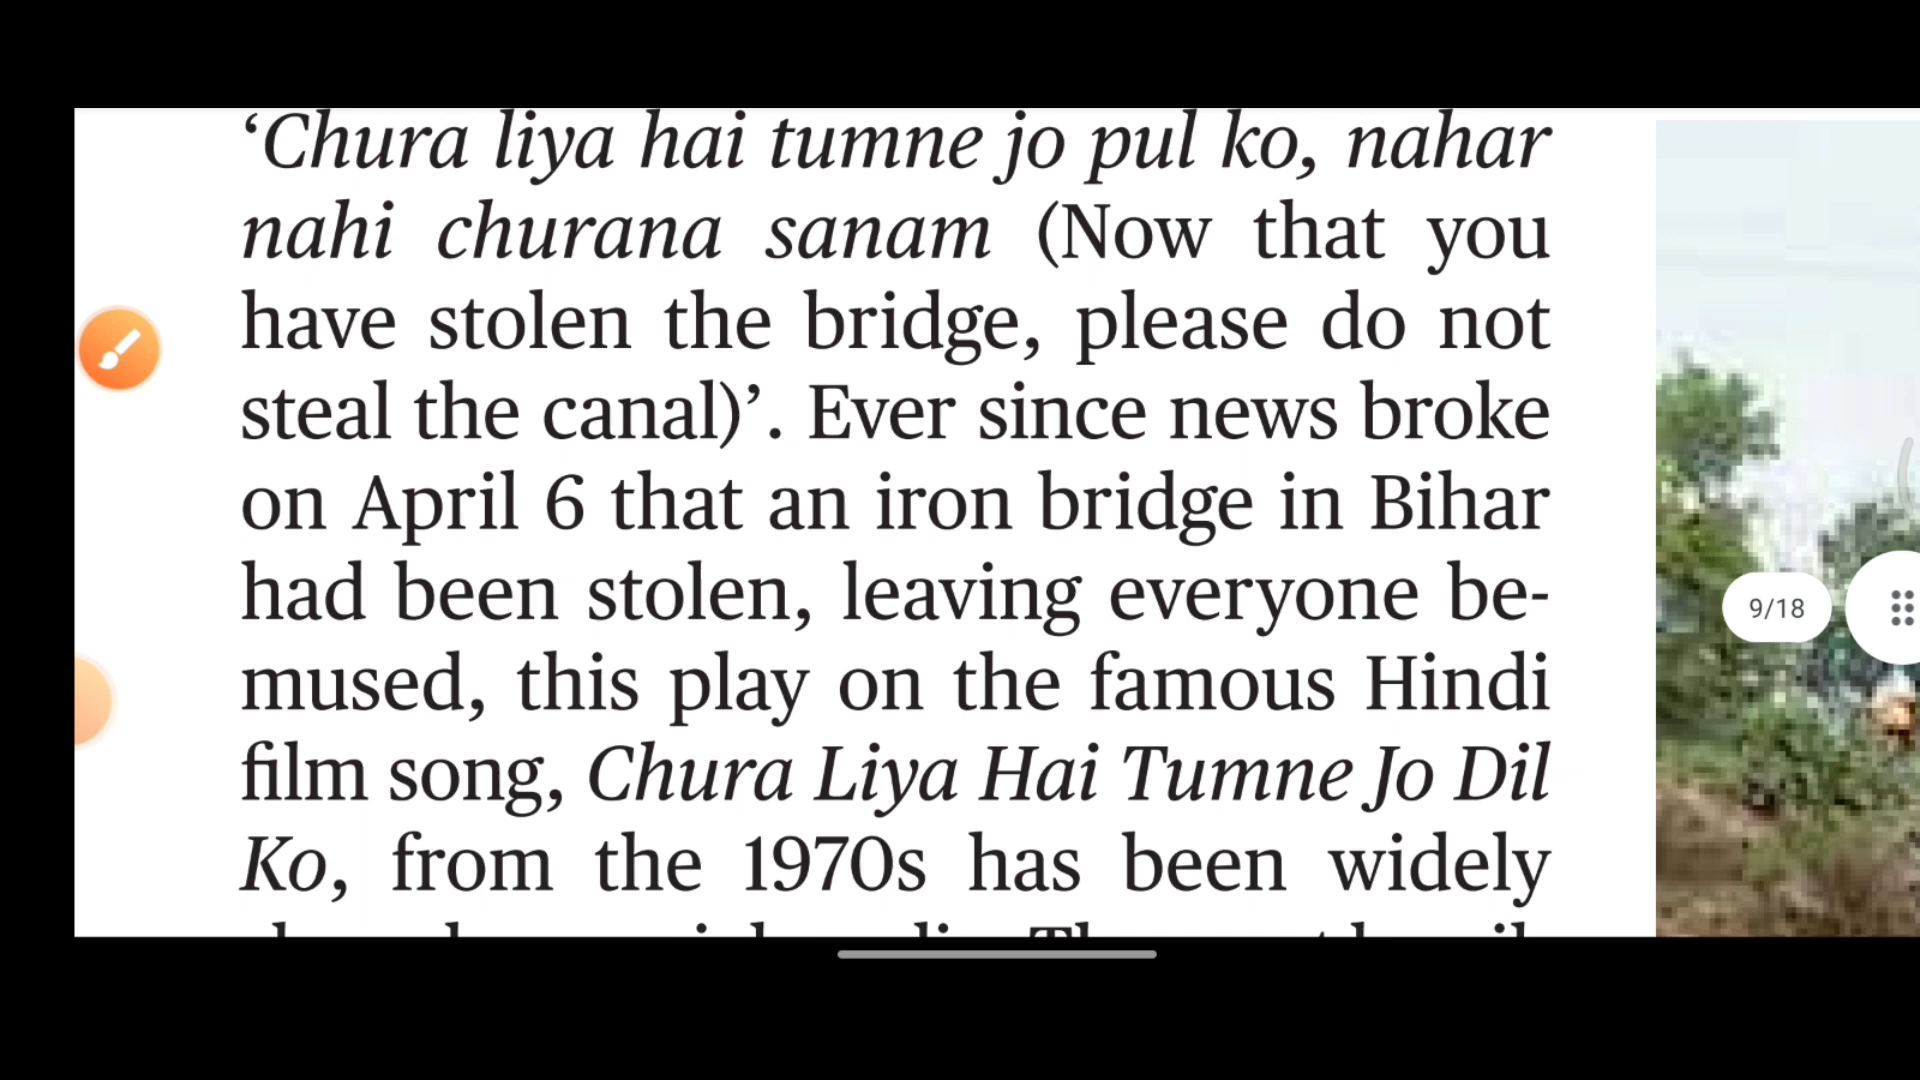 ‘Chura liya hai tumne jo pul ko, nahar
nahi churana sanam (Now that you
have stolen the bridge, please do not
steal the canal)’. Ever since news broke
on April 6 that an iron bridge in Bihar
had been stolen, leaving everyone be-
mused, this play on the famous Hindi
film song, Chura Liya Hai Tumne Jo Dil
Ko, from the 1970s has been widely
9/18